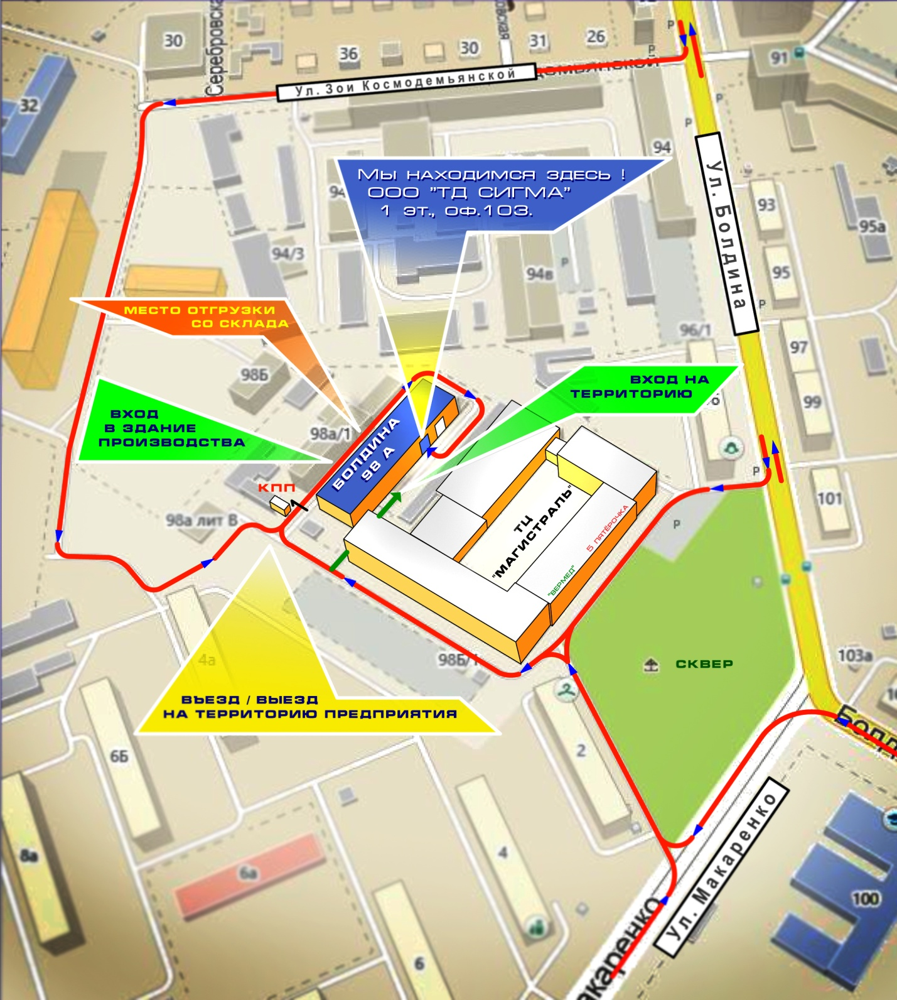 30
Серебровска
36
30
31
26
Р
Р
91
32
Ул. Зои Космодемьянской
Р
Р
94
Ул. Болдина
Мы находимся здесь !
ООО "ТД СИГМА"
1 эт., оф.103.
94
93
95а
94/3
94в
Р
95
МЕСТО ОТГРУЗКИ
СО СКЛАДА
Р
96/1
97
98Б
ВХОД НА
ТЕРРИТОРИЮ
99
ВХОД
В ЗДАНИЕ
ПРОИЗВОДСТВА
98а/1
БОЛДИНА
98 А
Р
КПП
101
98а лит В
ТЦ
"МАГИСТРАЛЬ"
5 ПЯТЁРОЧКА
"ВЕРМЕД"
Р
4а
98Б/1
СКВЕР
103а
ВЪЕЗД / ВЫЕЗД
НА ТЕРРИТОРИЮ ПРЕДПРИЯТИЯ
Болд
6Б
2
Ул. Макаренко
8а
6а
4
100
акаренко
6